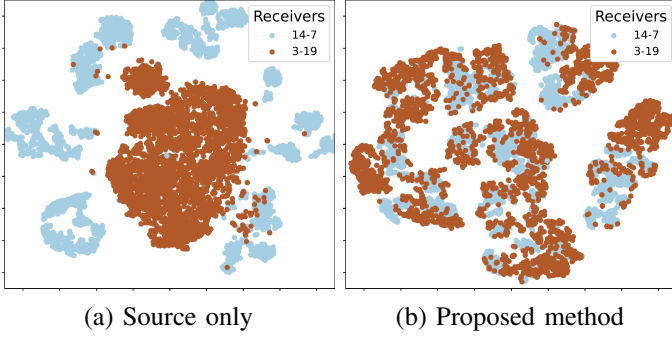 Receivers
14-7
3-19
Receivers
14-7
3-19
(a) Source only
(b) Proposed method